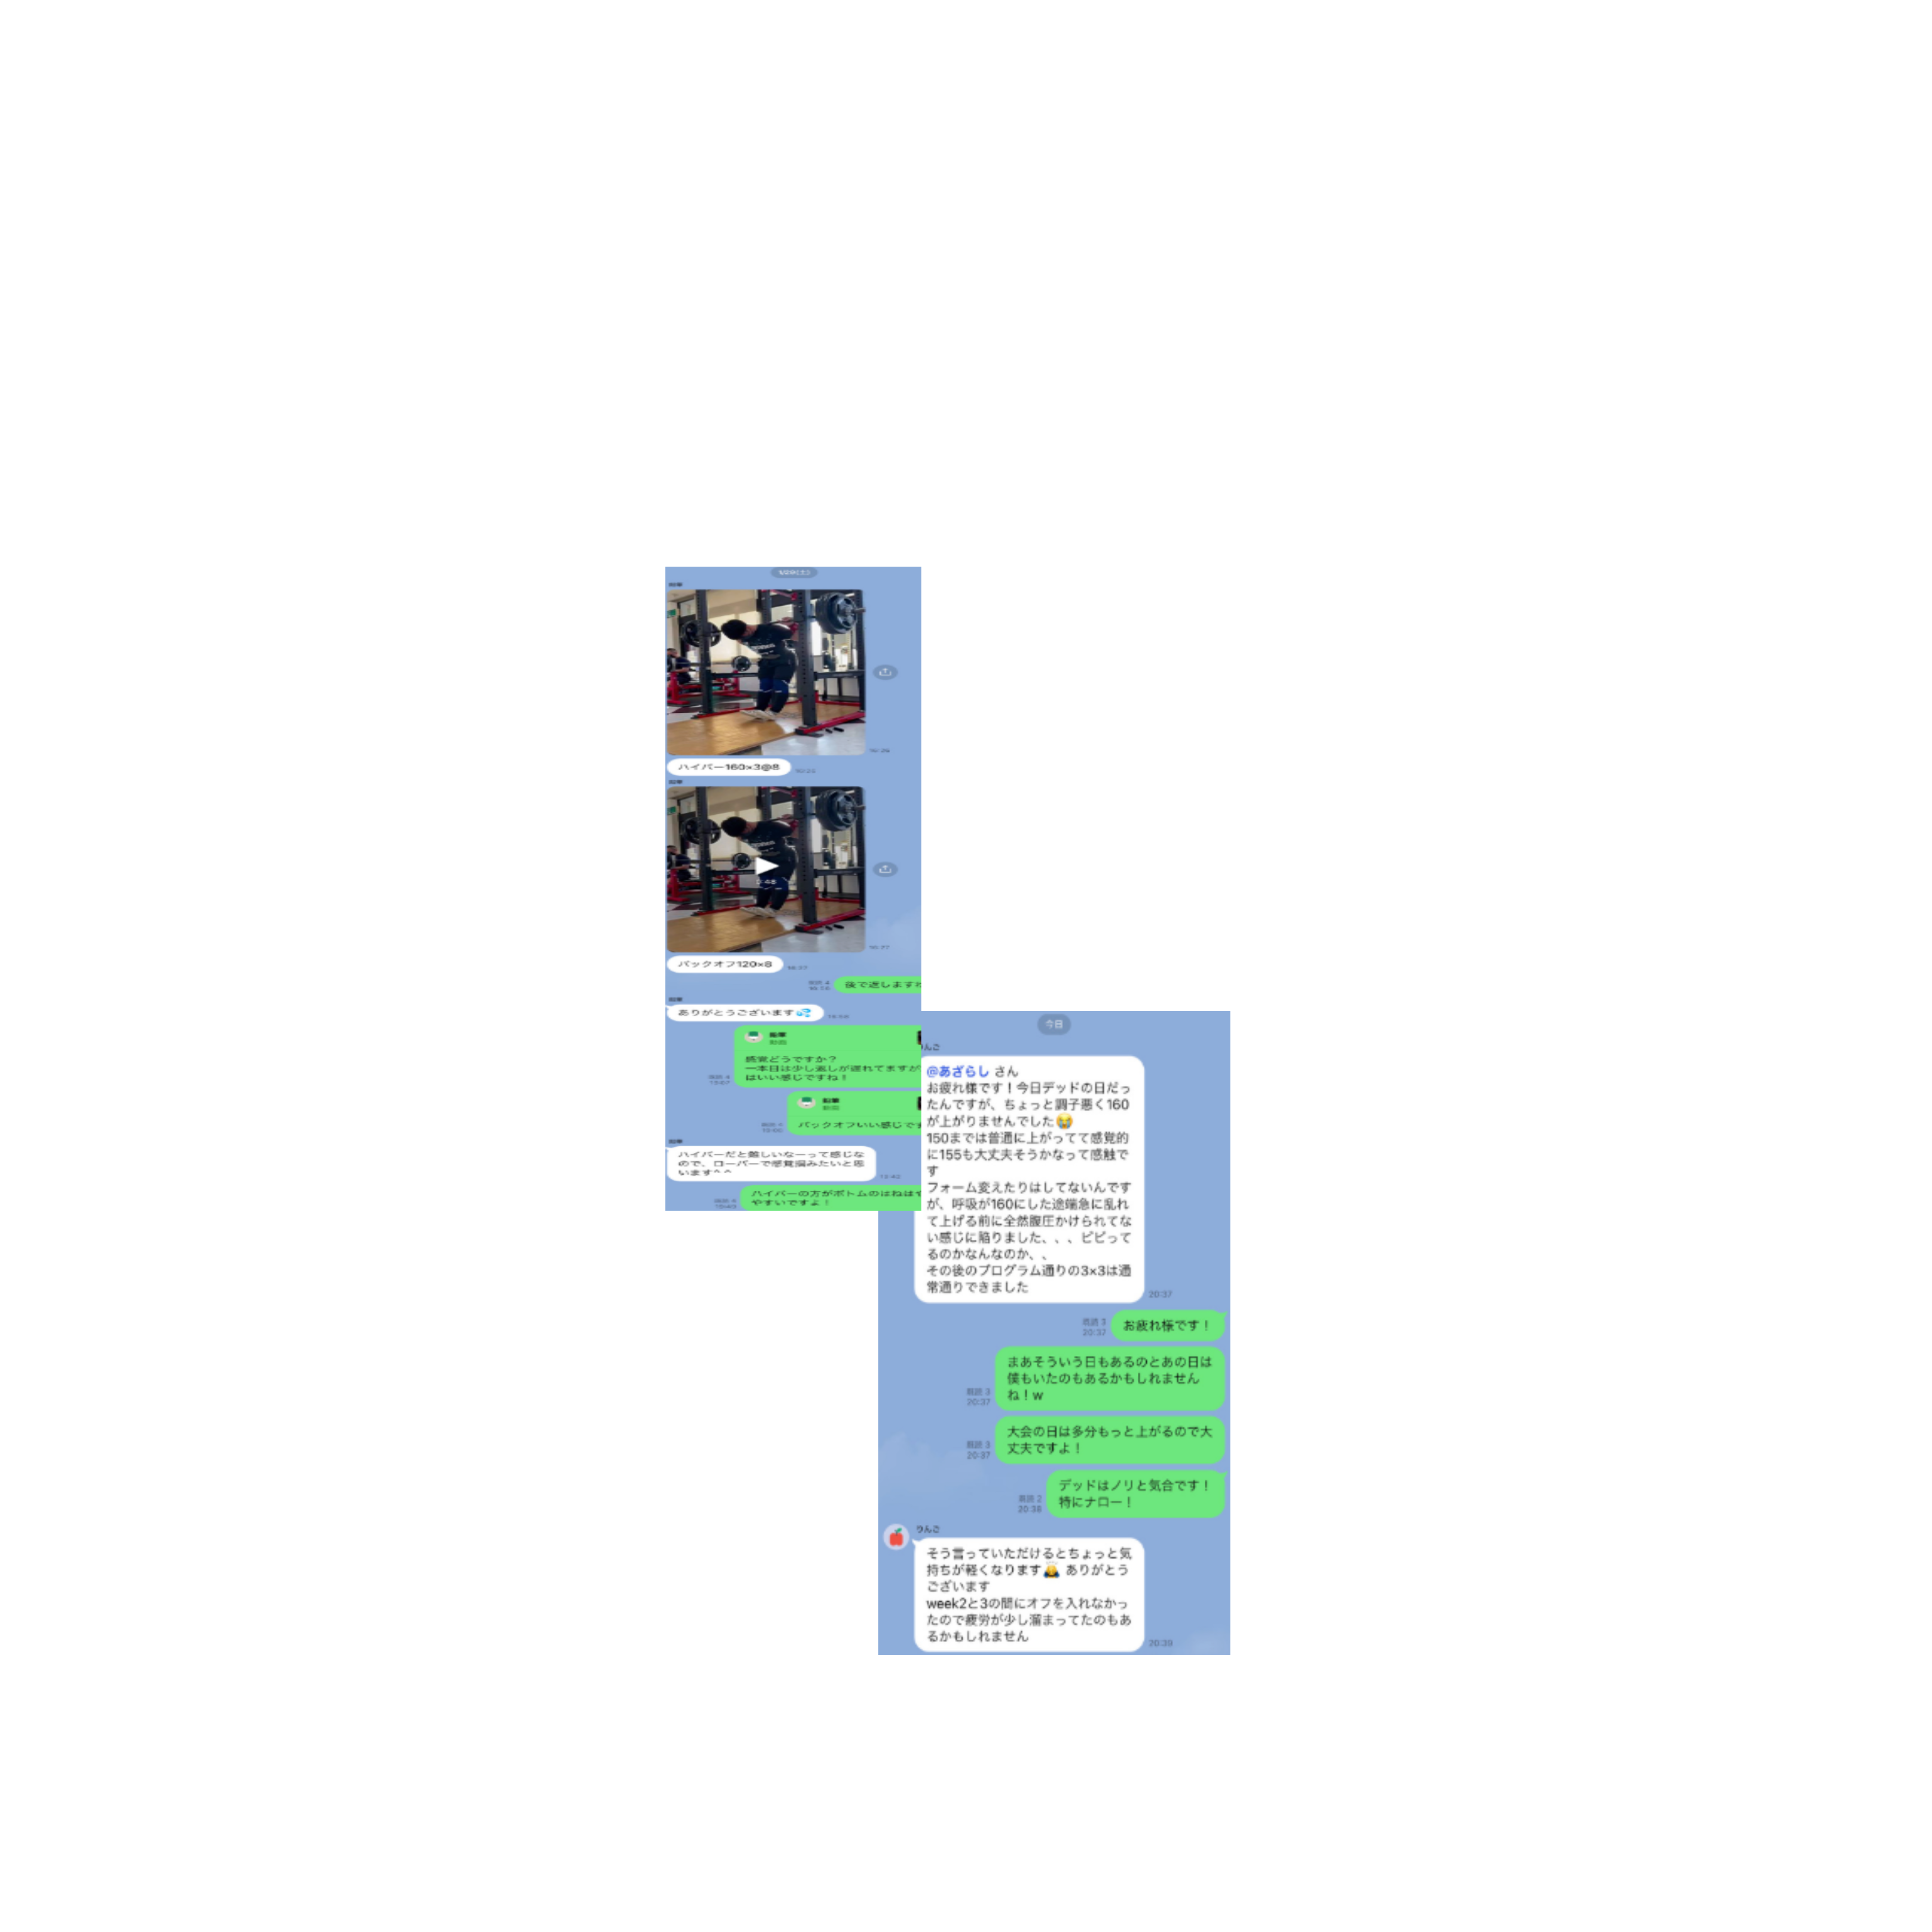 ハイバー160×3@8
バックオフ120×8
後で返しますね
ありがとうございます💦
動画
感覚どうですか？
一本目は少し返しが遅れてますが
はいい感じですね！
動画
バックオフいい感じです
ハイバーだと難しいなーって感じな
ので、ローバーで感覚掴みたいと思
います^ ^
ハイバーの方がボトムのはねはや
やすいですよ！
今日
りんご
@あざらし さん
お疲れ様です！今日デッドの日だっ
たんですが、ちょっと調子悪く160
が上がりませんでした😭
150までは普通に上がってて感覚的
に155も大丈夫そうかなって感触で
す
フォーム変えたりはしてないんです
が、呼吸が160にした途端急に乱れ
て上げる前に全然腹圧かけられてな
い感じに陥りました、、、ビビって
るのかなんなのか、、
その後のプログラム通りの3×3は通
常通りできました
20:37
既読 3
20:37
お疲れ様です！
まあそういう日もあるのとあの日は
僕もいたのもあるかもしれません
ね！w
既読 3
20:37
大会の日は多分もっと上がるので大
丈夫ですよ！
既読 3
20:37
デッドはノリと気合です！
特にナロー！
既読 2
20:38
りんご
そう言っていただけるとちょっと気
持ちが軽くなります🙇 ありがとう
ございます
week2と3の間にオフを入れなかっ
たので疲労が少し溜まってたのもあ
るかもしれません
20:39